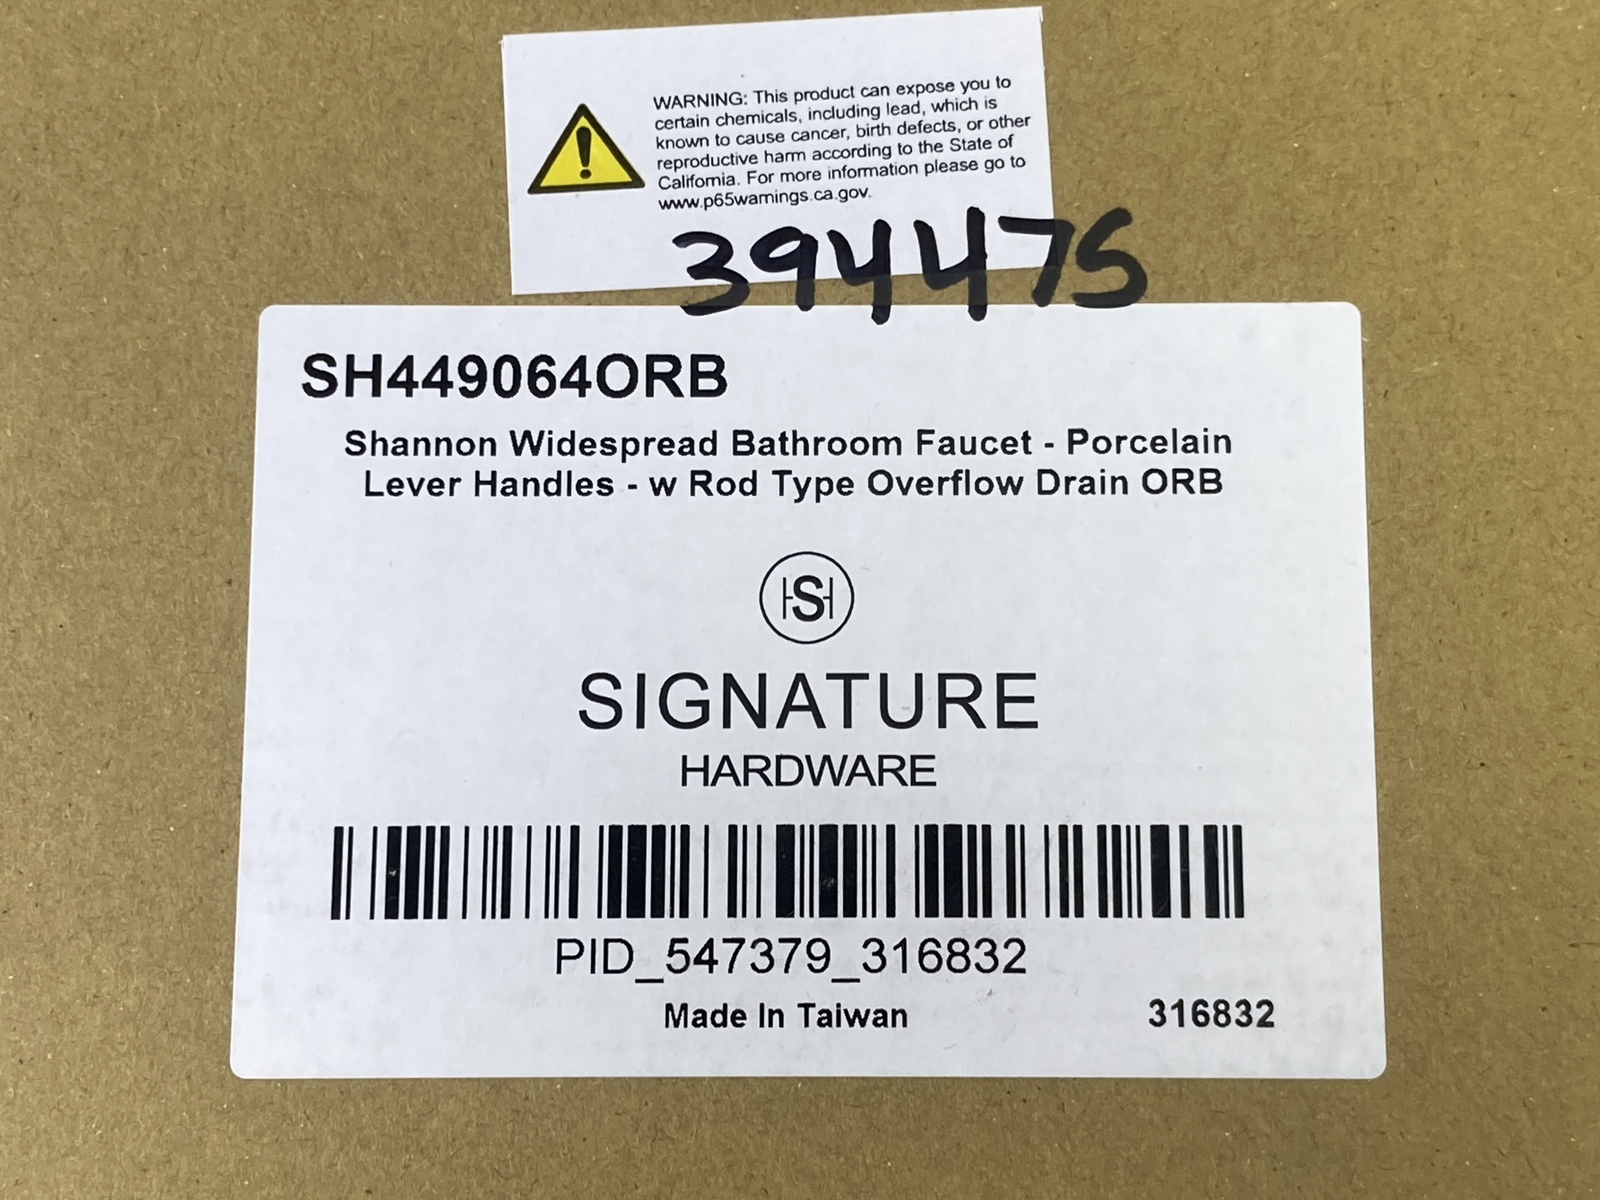 WARNING: This product can expose you to
certain chemicals, including lead, which is
known to cause cancer, birth defects, or other
reproductive harm according to the State of
California. For more information please go to
www.p65warnings.ca.gov.
394475
SH449064ORB
Shannon Widespread Bathroom Faucet - Porcelain
Lever Handles - w Rod Type Overflow Drain ORB
HSH
SIGNATURE
HARDWARE
PID_547379_316832
Made In Taiwan
316832